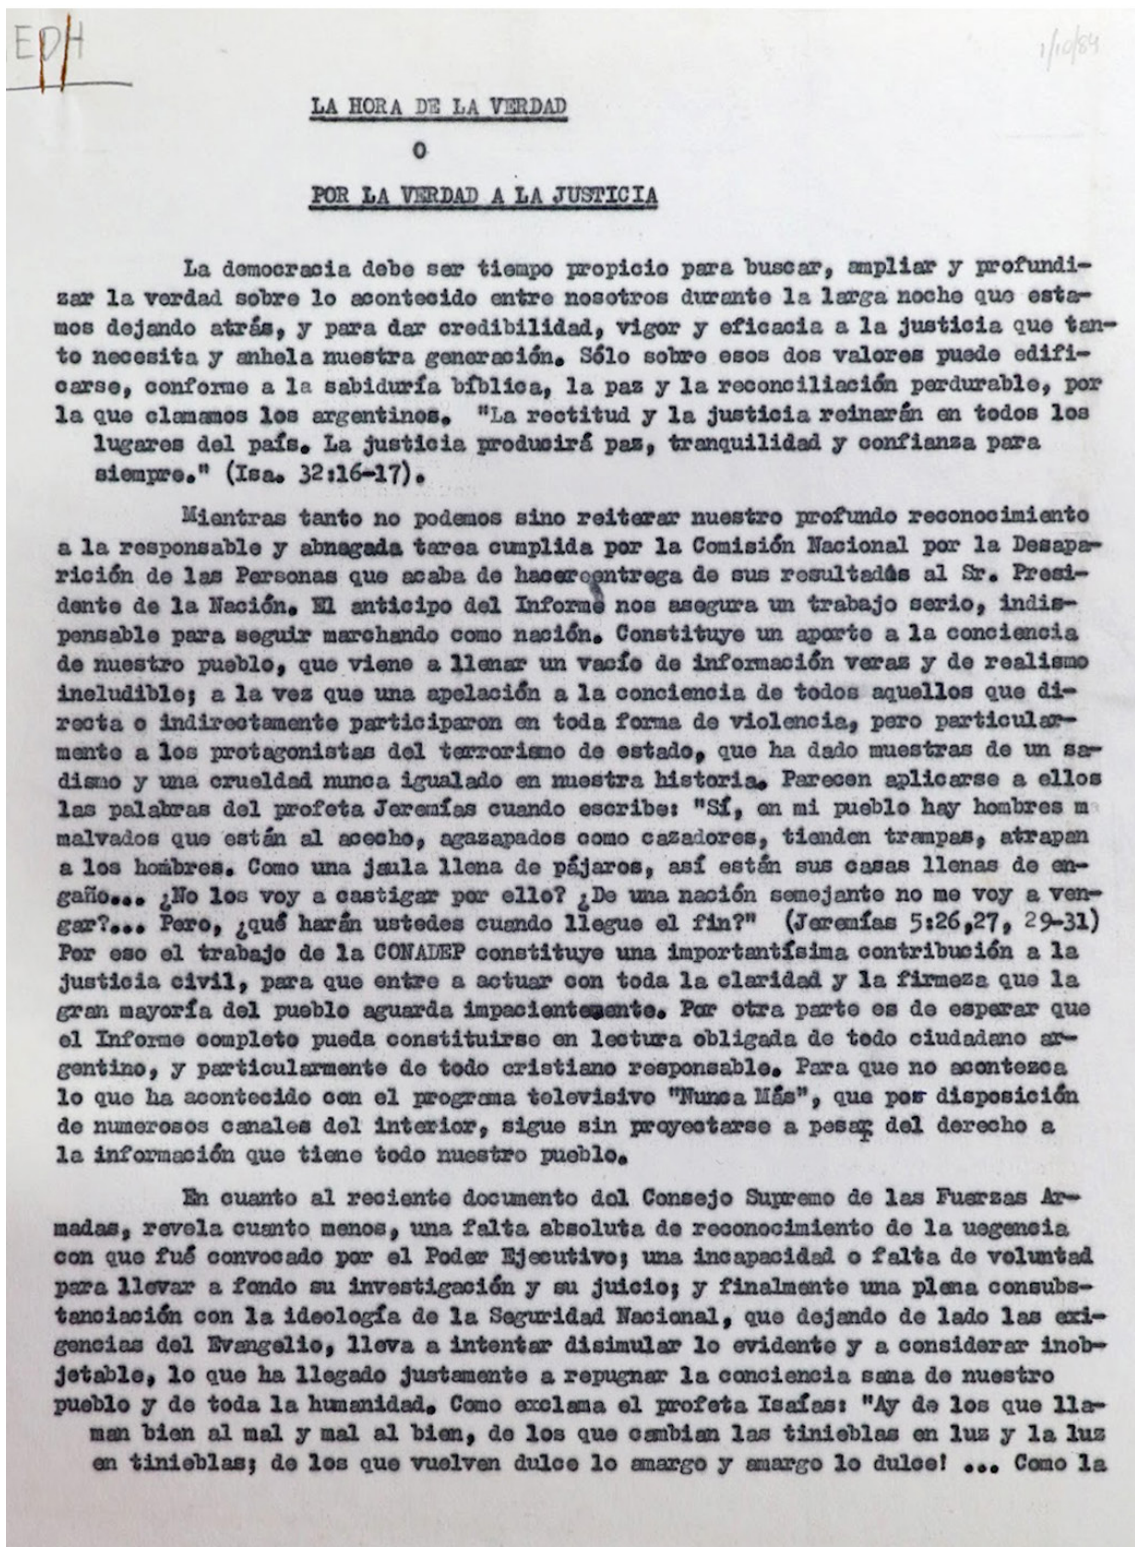 EDH
1/10/84
LA HORA DE LA VERDAD
O
POR LA VERDAD A LA JUSTICIA
La democracia debe ser tiempo propicio para buscar, ampliar y profundi-
zar la verdad sobre lo acontecido entre nosotros durante la larga noche que esta-
mos dejando atrás, y para dar credibilidad, vigor y eficacia a la justicia que tan-
to necesita y anhela nuestra generación. Sólo sobre esos dos valores puede edifi-
carse, conforme a la sabiduría bíblica, la paz y la reconciliación perdurable, por
la que clamamos los argentinos. "La rectitud y la justicia reinarán en todos los
lugares del país. La justicia producirá paz, tranquilidad y confianza para
siempre." (Isa. 32:16-17).
Mientras tanto no podemos sino reiterar nuestro profundo reconocimiento
a la responsable y abnegada tarea cumplida por la Comisión Nacional por la Desapa-
rición de las Personas que acaba de hacer entrega de sus resultados al Sr. Presi-
dente de la Nación. El anticipo del Informe nos asegura un trabajo serio, indis-
pensable para seguir marchando como nación. Constituye un aporte a la conciencia
de nuestro pueblo, que viene a llenar un vacío de información veraz y de realismo
ineludible; a la vez que una apelación a la conciencia de todos aquellos que di-
recta o indirectamente participaron en toda forma de violencia, pero particular-
mente a los protagonistas del terrorismo de estado, que ha dado muestras de un sa-
dismo y una crueldad nunca igualado en nuestra historia. Parecen aplicarse a ellos
las palabras del profeta Jeremías cuando escribe: "Sí, en mi pueblo hay hombres m
malvados que están al acecho, agazapados como cazadores, tienden trampas, atrapan
a los hombres. Como una jaula llena de pájaros, así están sus casas llenas de en-
gaño... ¿No los voy a castigar por ello? ¿De una nación semejante no me voy a ven-
gar?... Pero, ¿qué harán ustedes cuando llegue el fin?" (Jeremías 5:26,27, 29-31)
Por eso el trabajo de la CONADEP constituye una importantísima contribución a la
justicia civil, para que entre a actuar con toda la claridad y la firmeza que la
gran mayoría del pueblo aguarda impacientemente. Por otra parte es de esperar que
el Informe completo pueda constituirse en lectura obligada de todo ciudadano ar-
gentino, y particularmente de todo cristiano responsable. Para que no acontezca
lo que ha acontecido con el programa televisivo "Nunca Más", que por disposición
de numerosos canales del interior, sigue sin proyectarse a pesar del derecho a
la información que tiene todo nuestro pueblo.
En cuanto al reciente documento del Consejo Supremo de las Fuerzas Ar-
madas, revela cuanto menos, una falta absoluta de reconocimiento de la uegencia
con que fué convocado por el Poder Ejecutivo; una incapacidad o falta de voluntad
para llevar a fondo su investigación y su juicio; y finalmente una plena consubs-
tanciación con la ideología de la Seguridad Nacional, que dejando de lado las exi-
gencias del Evangelio, lleva a intentar disimular lo evidente y a considerar inob-
jetable, lo que ha llegado justamente a repugnar la conciencia sana de nuestro
pueblo y de toda la humanidad. Como exclama el profeta Isaías: "Ay de los que lla-
man bien al mal y mal al bien, de los que cambian las tinieblas en luz y la luz
en tinieblas; de los que vuelven dulce lo amargo y amargo lo dulce! ... Como la